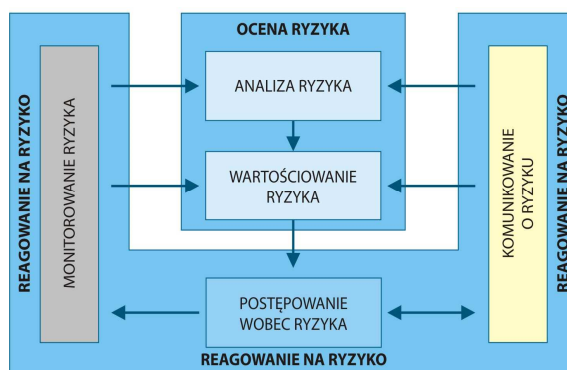 OCENA RYZYKA
ANALIZA RYZYKA
WARTOŚCIOWANIE
RYZYKA
REAGOWANIE NA RYZYKO
MONITOROWANIE RYZYKA
KOMUNIKOWANIE
O RYZYKU
REAGOWANIE NA RYZYKO
POSTĘPOWANIE
WOBEC RYZYKA
REAGOWANIE NA RYZYKO